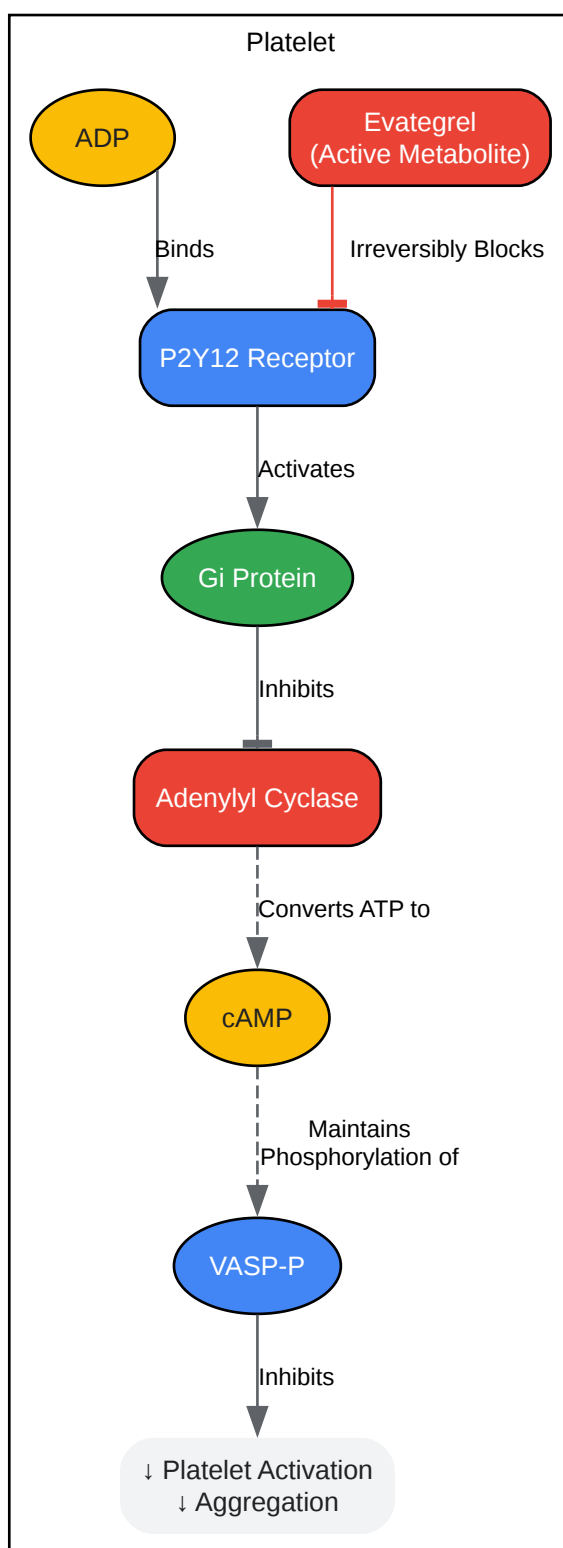 Platelet
ADP
Evategrel
(Active Metabolite)
Binds
Irreversibly Blocks
P2Y12 Receptor
Activates
Gi Protein
Inhibits
Adenylyl Cyclase
Converts ATP to
cAMP
Maintains
Phosphorylation of
VASP-P
Inhibits
↓ Platelet Activation
↓ Aggregation